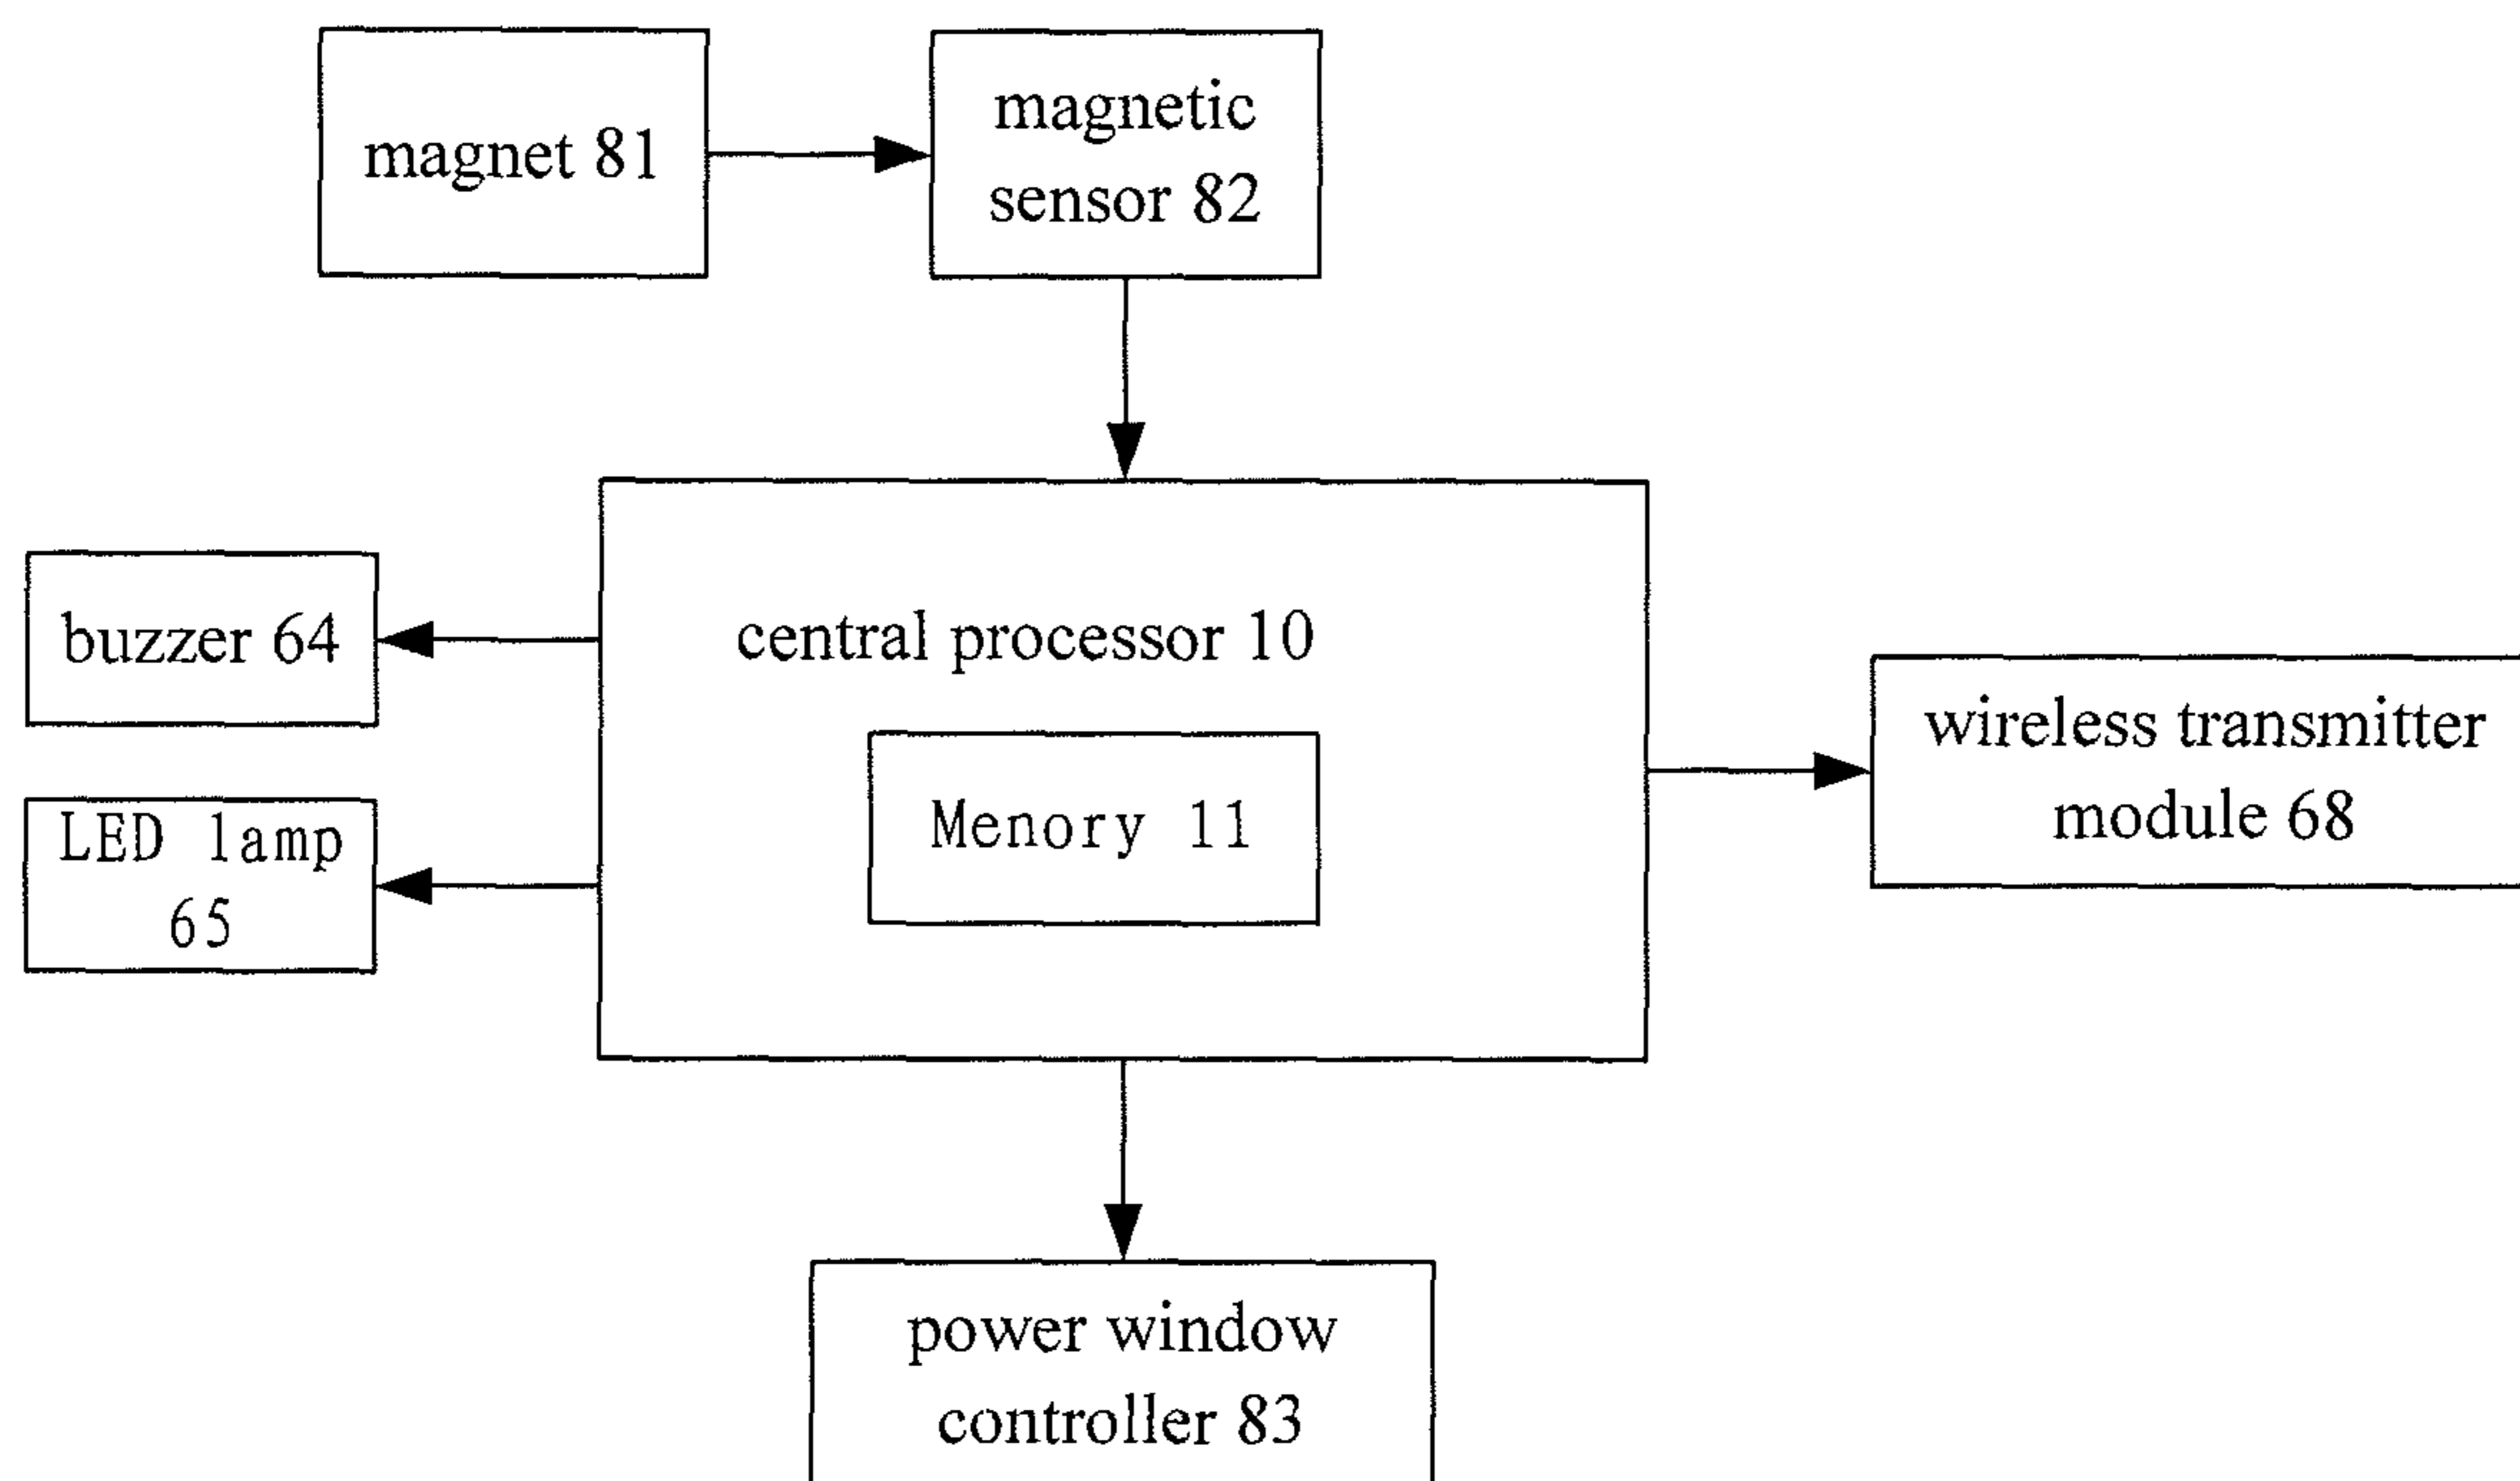 magnet 81
magnetic
sensor 82
buzzer 64
central processor 10
wireless transmitter
module 68
Menory 11
LED lamp
65
power window
controller 83